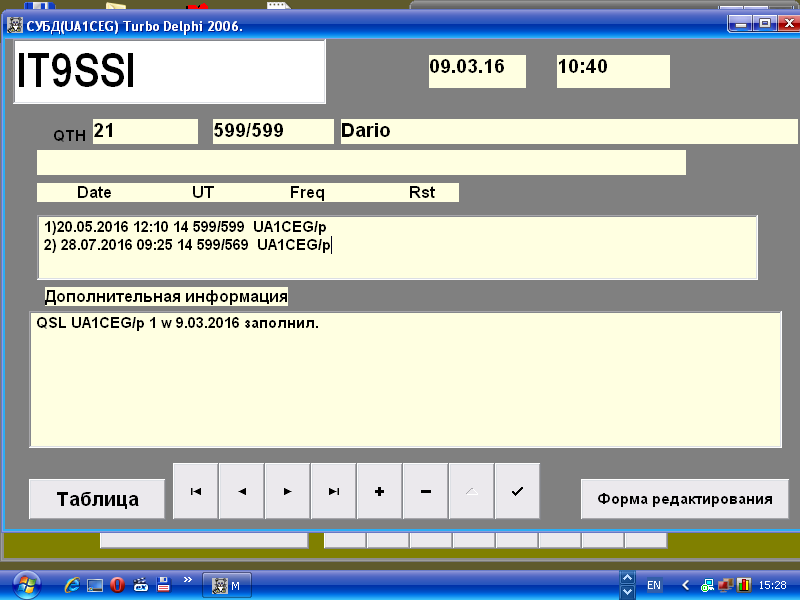 СУБД(UA1CEG) Turbo Delphi 2006.
IT9SSI
09.03.16 10:40
QTH 21 599/599 Dario
Date UT Freq Rst
1)20.05.2016 12:10 14 599/599 UA1CEG/p
2) 28.07.2016 09:25 14 599/569 UA1CEG/p
Дополнительная информация
QSL UA1CEG/p 1 w 9.03.2016 заполнил.
Таблица Форма редактирования
M EN 15:28